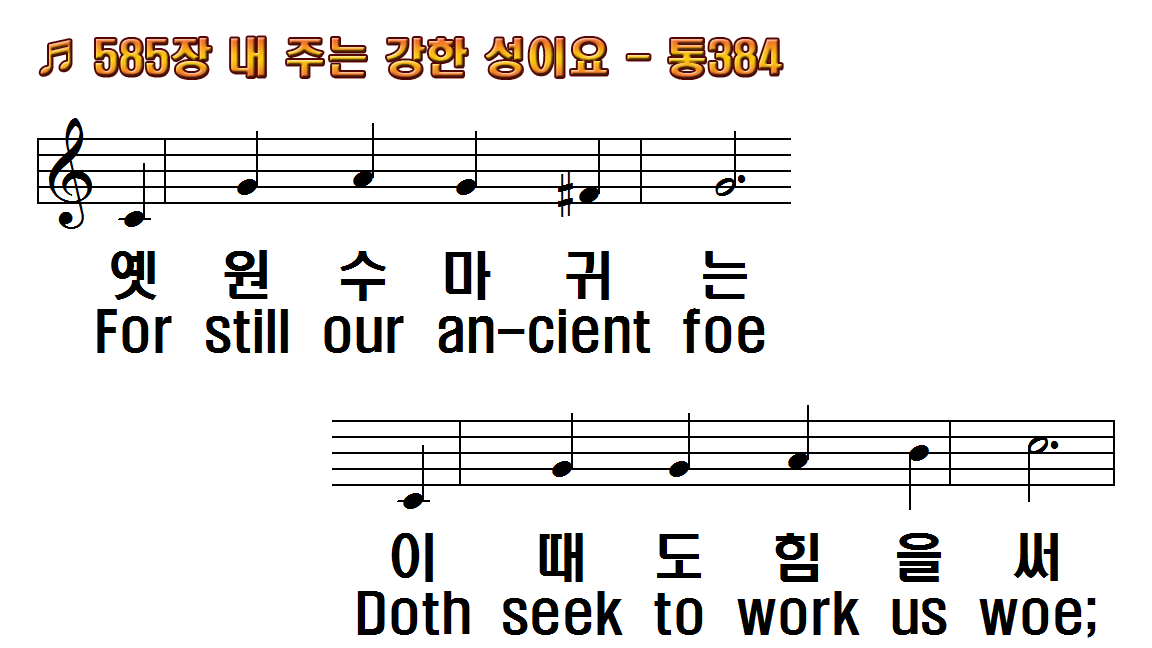 ♬ 585장 내 주는 강한 성이요 - 통384
옛 원 수 마 귀 는
For still our an-cient foe
이 때 도 힘 을 써
Doth seek to work us woe;